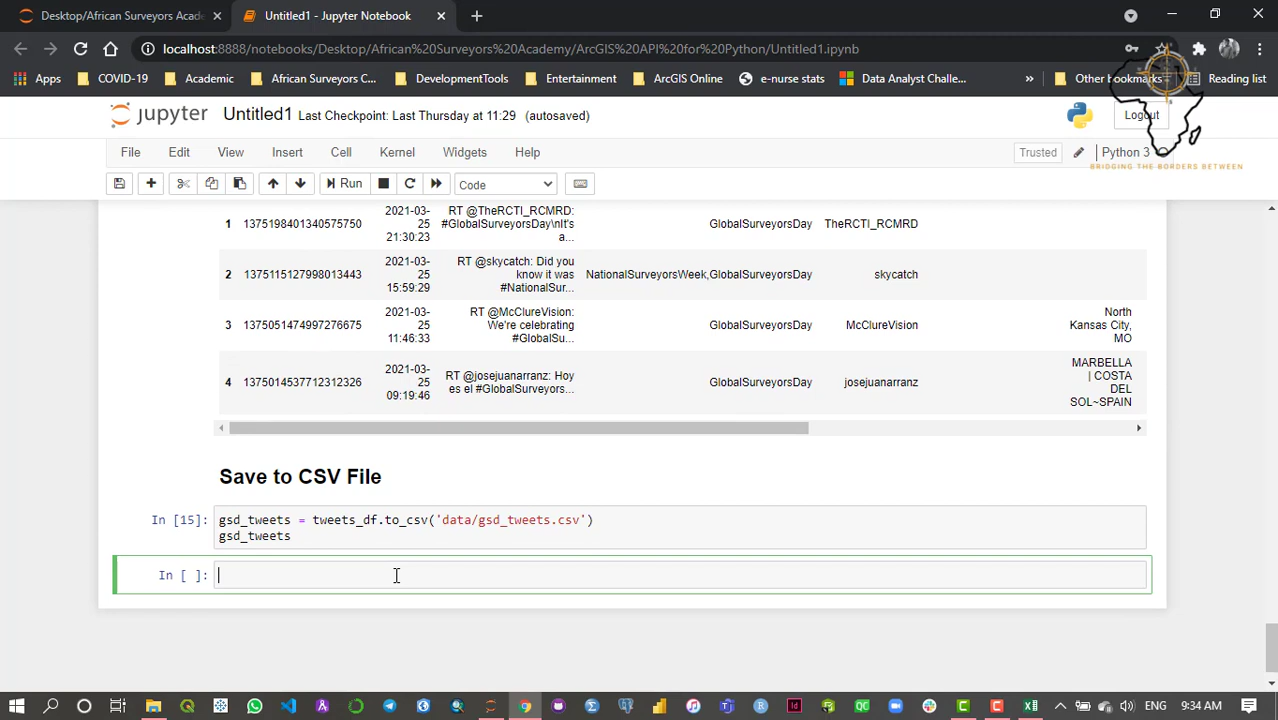 Desktop/African Surveyors Acade
Untitled1 - Jupyter Notebook
localhost:8888/notebooks/Desktop/African%20Surveyors%20Academy/ArcGIS%20API%20for%20Python/Untitled1.ipynb
Apps
COVID-19
Academic
African Surveyors C...
DevelopmentTools
Entertainment
ArcGIS Online
e-nurse stats
Data Analyst Challe...
»
Other bookmarks
Reading list
jupyter
Untitled1 Last Checkpoint: Last Thursday at 11:29 (autosaved)
Logout
File Edit View Insert Cell Kernel Widgets Help
Trusted
Python 3
BRIDGING THE BORDERS BETWEEN
Run
Code
1 1375198401340575750 2021-03-25 21:30:23 RT @TheRCTI_RCMRD: #GlobalSurveyorsDay\nIt's a... GlobalSurveyorsDay TheRCTI_RCMRD
2 1375115127998013443 2021-03-25 15:59:29 RT @skycatch: Did you know it was #NationalSur... NationalSurveyorsWeek,GlobalSurveyorsDay skycatch
3 1375051474997276675 2021-03-25 11:46:33 RT @McClureVision: We're celebrating #GlobalSu... GlobalSurveyorsDay McClureVision North Kansas City, MO
4 1375014537712312326 2021-03-25 09:19:46 RT @josejuanarranz: Hoy es el #GlobalSurveyors... GlobalSurveyorsDay josejuanarranz MARBELLA | COSTA DEL SOL~SPAIN
Save to CSV File
In [15]: gsd_tweets = tweets_df.to_csv('data/gsd_tweets.csv')
gsd_tweets
In [ ]:
ENG
9:34 AM